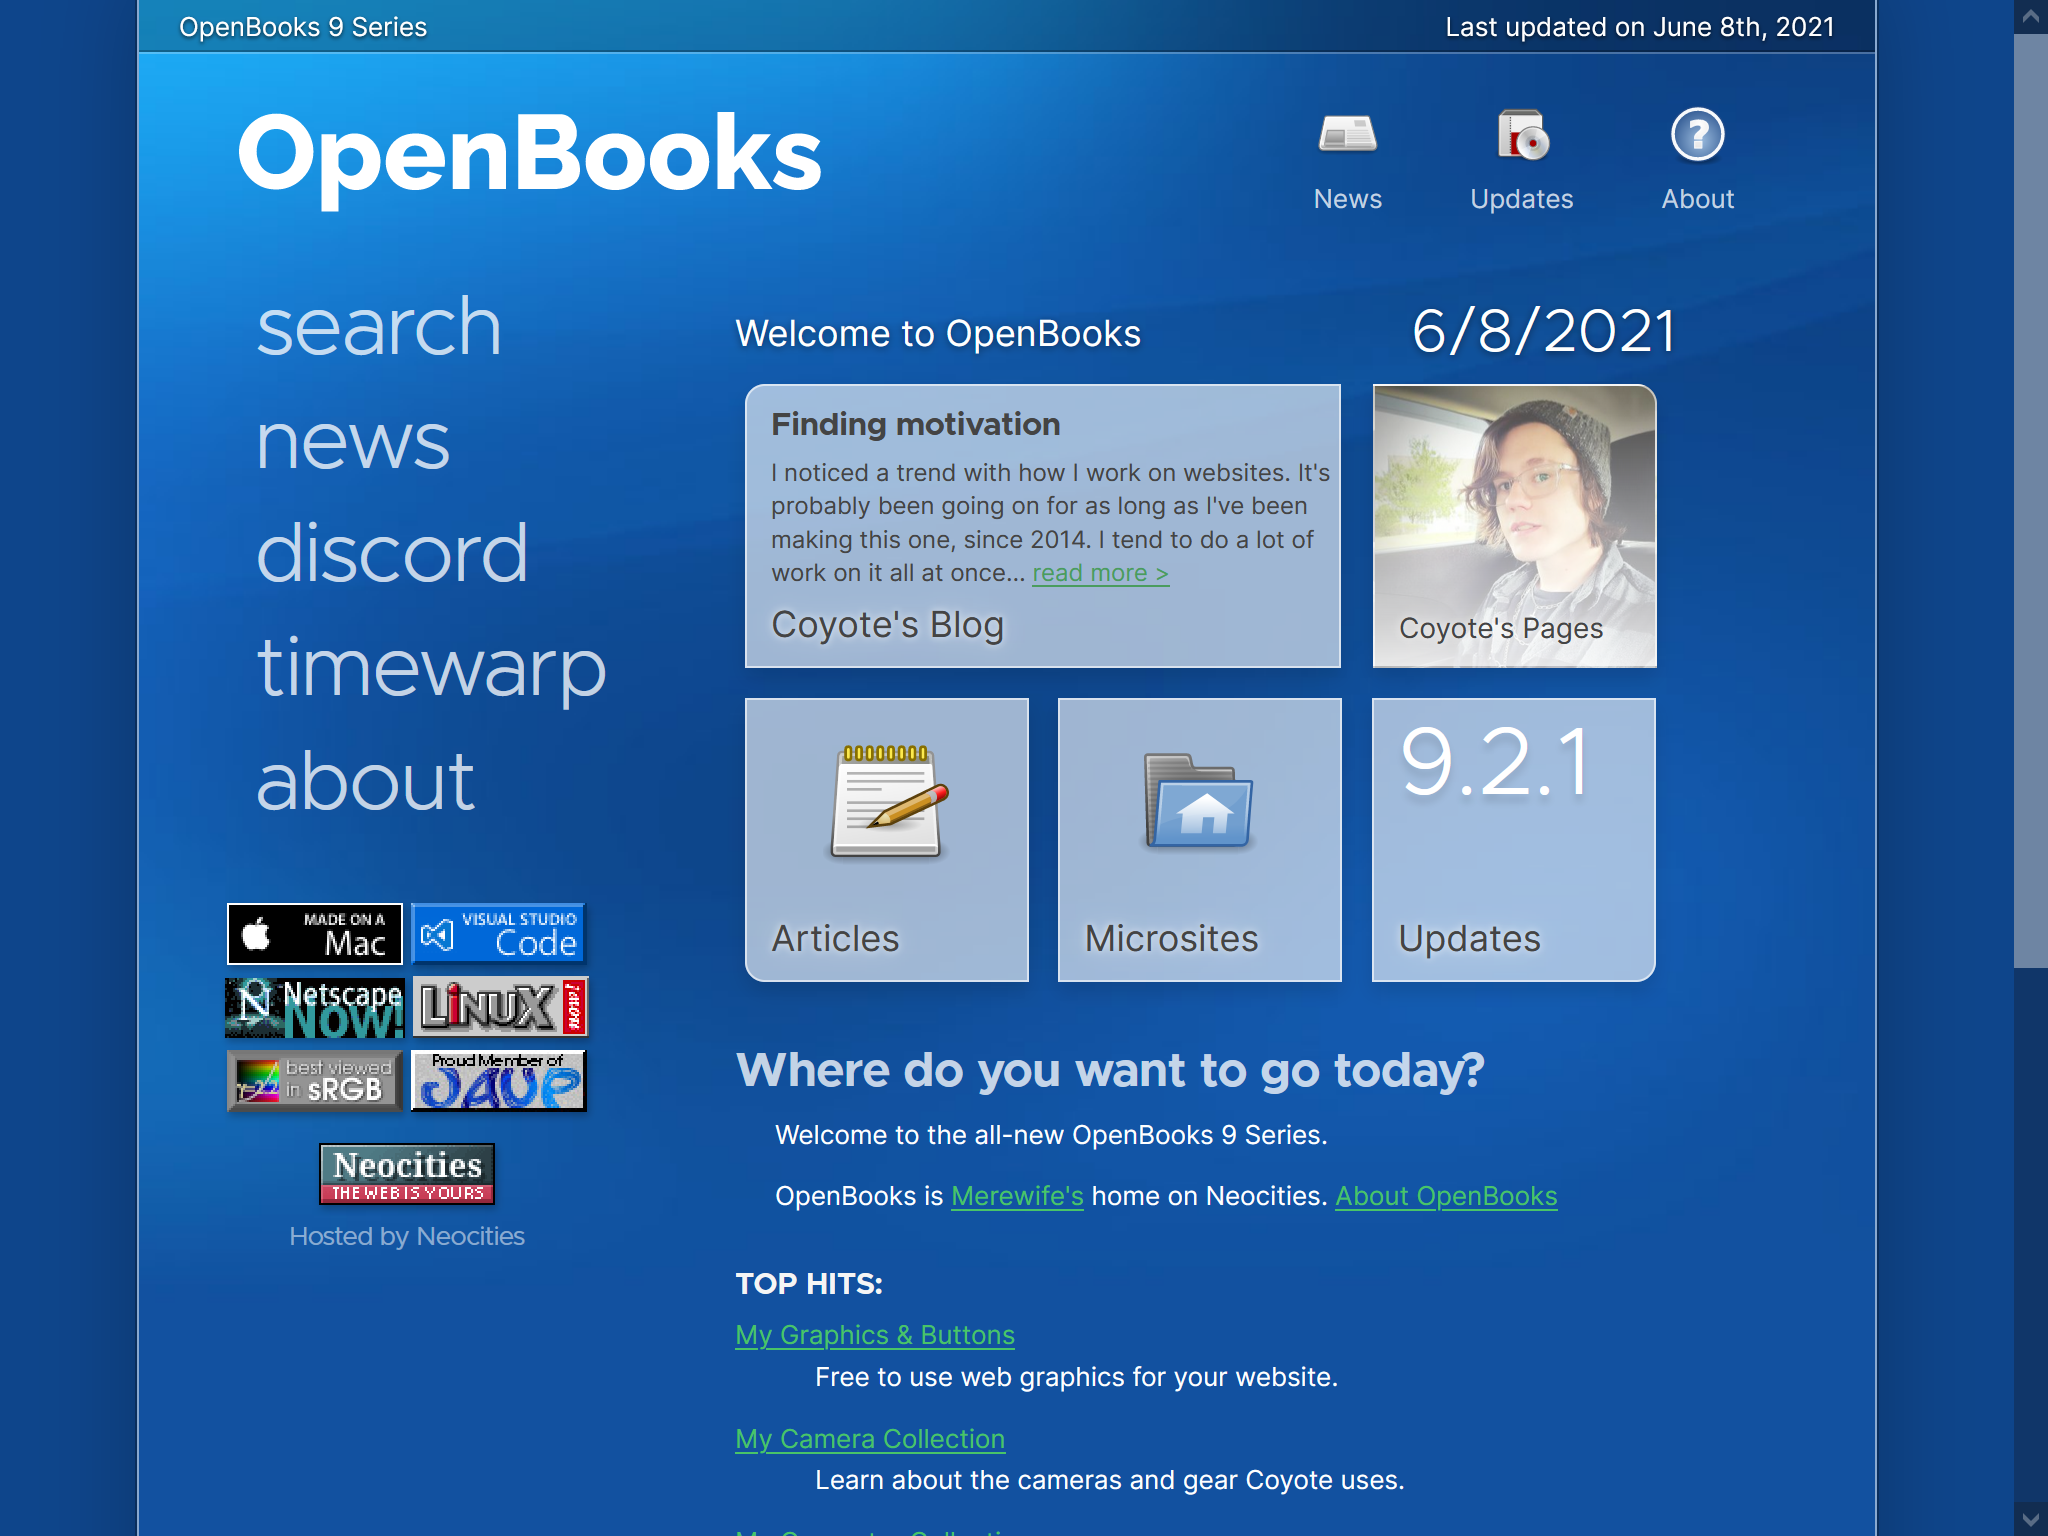 OpenBooks 9 Series
Last updated on June 8th, 2021
OpenBooks
News
Updates
About
search
news
discord
timewarp
about
MADE ON A
Mac
VISUAL STUDIO
Code
N Netscape
NOW!
LINUX
best viewed
in sRGB
Proud Member of
Neocities
THE WEB IS YOURS
Hosted by Neocities
Welcome to OpenBooks
6/8/2021
Finding motivation
I noticed a trend with how I work on websites. It's
probably been going on for as long as I've been
making this one, since 2014. I tend to do a lot of
work on it all at once... read more >
Coyote's Blog
Coyote's Pages
Articles
Microsites
9.2.1
Updates
Where do you want to go today?
Welcome to the all-new OpenBooks 9 Series.
OpenBooks is Merewife's home on Neocities. About OpenBooks
TOP HITS:
My Graphics & Buttons
Free to use web graphics for your website.
My Camera Collection
Learn about the cameras and gear Coyote uses.